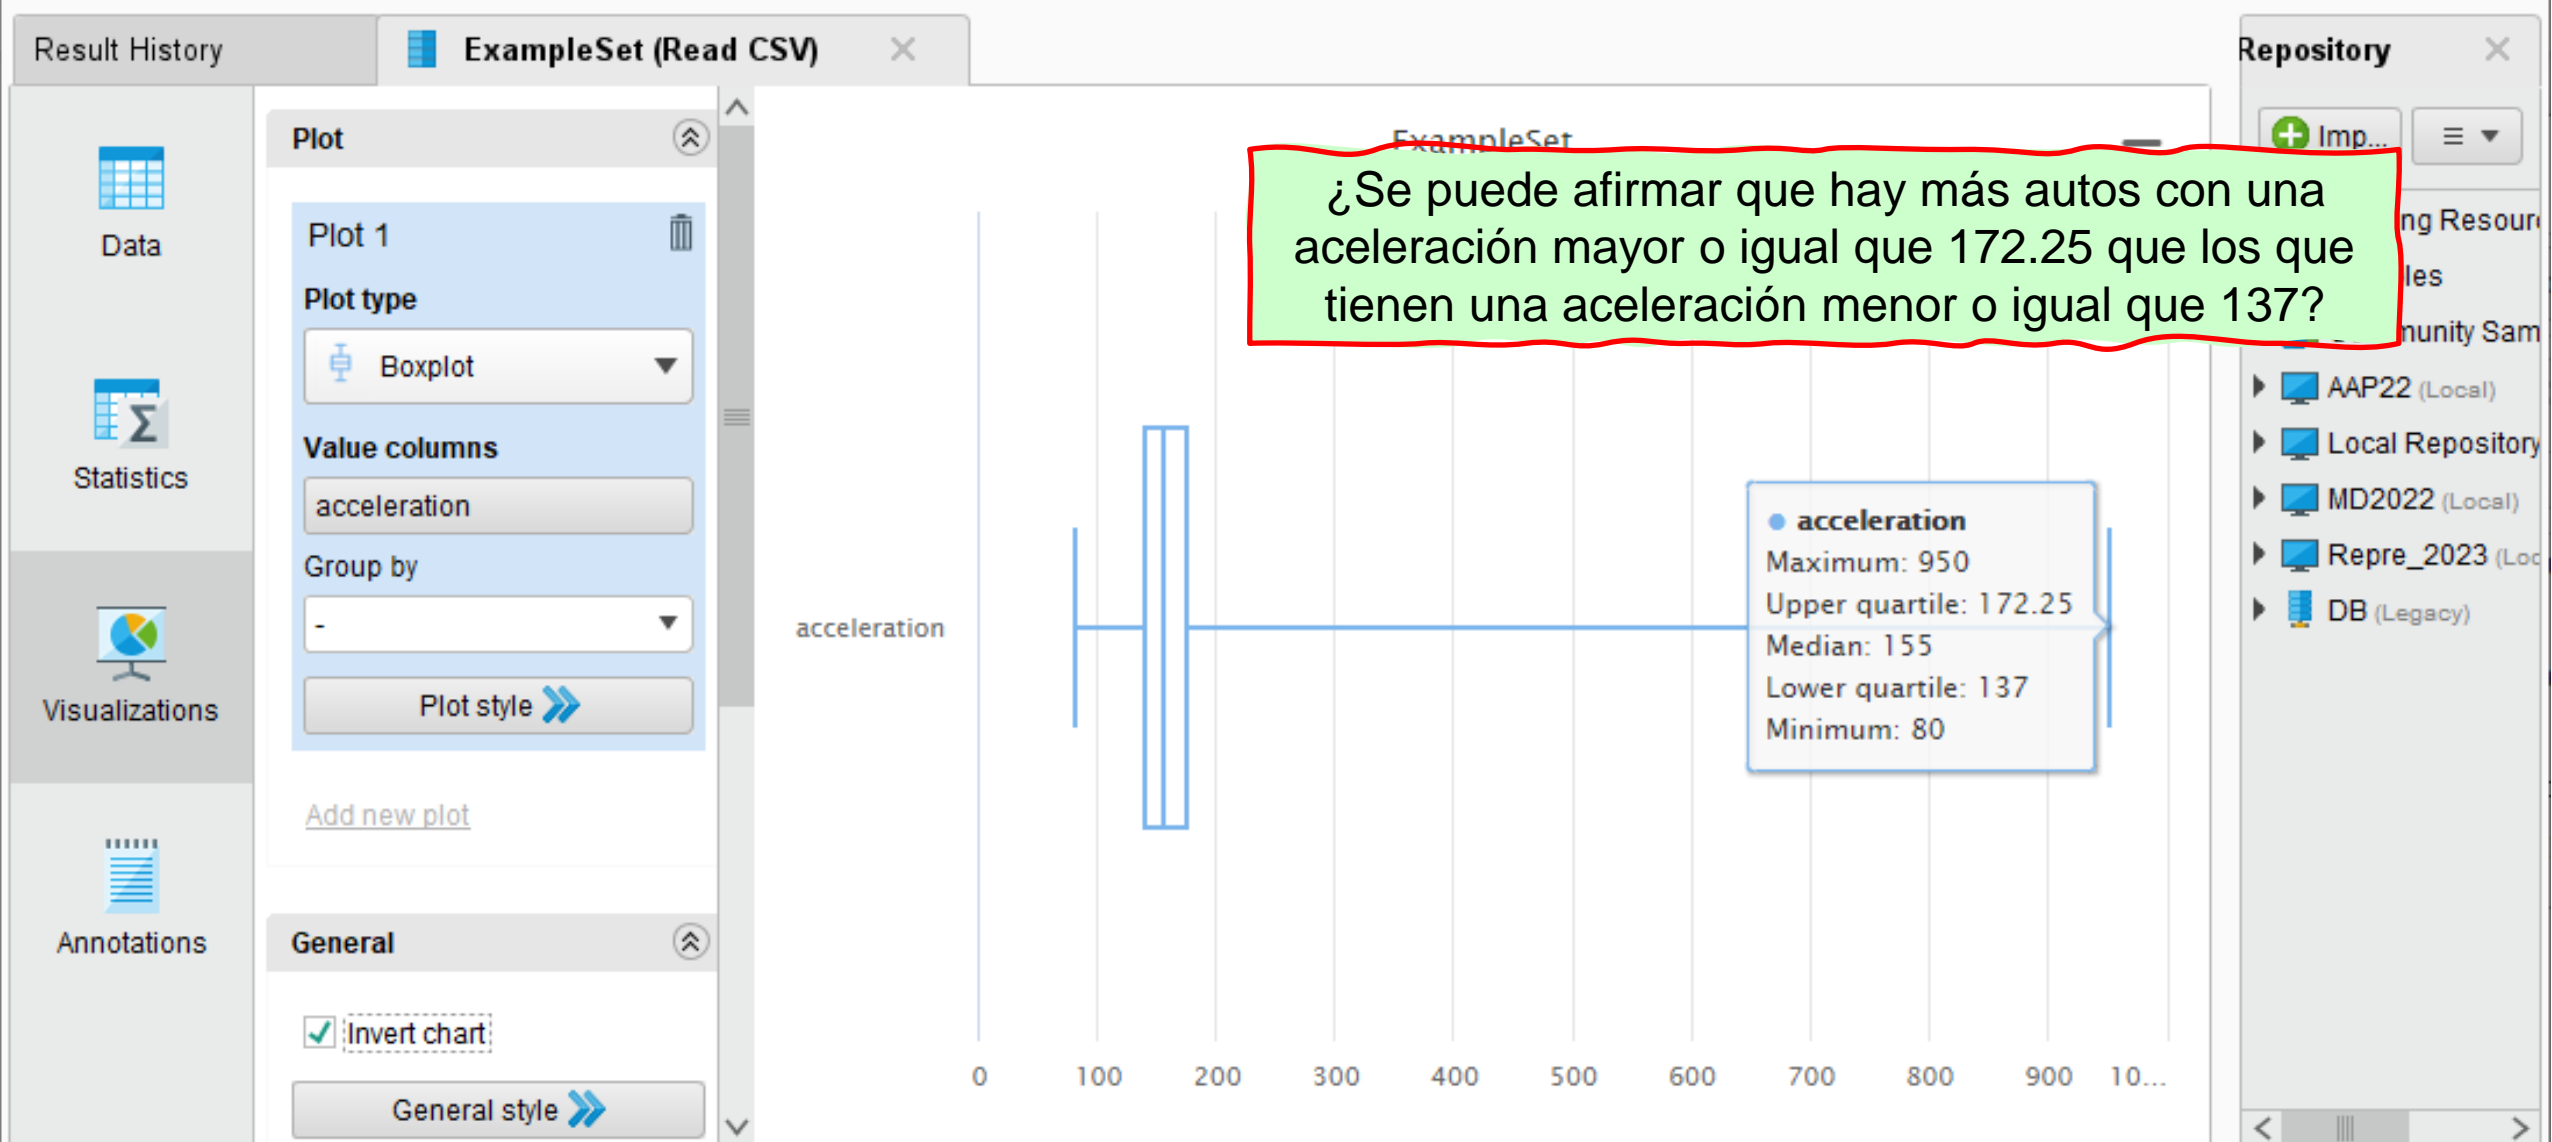 Result History
ExampleSet (Read CSV)
Repository
Data
Statistics
Visualizations
Annotations
Plot
Plot 1
Plot type
Boxplot
Value columns
acceleration
Group by
-
Plot style
Add new plot
General
Invert chart
General style
ExampleSet
¿Se puede afirmar que hay más autos con una
aceleración mayor o igual que 172.25 que los que
tienen una aceleración menor o igual que 137?
acceleration
acceleration
Maximum: 950
Upper quartile: 172.25
Median: 155
Lower quartile: 137
Minimum: 80
0 100 200 300 400 500 600 700 800 900 10...
Imp...
ng Resour
les
munity Sam
AAP22 (Local)
Local Repository
MD2022 (Local)
Repre_2023 (Loc
DB (Legacy)